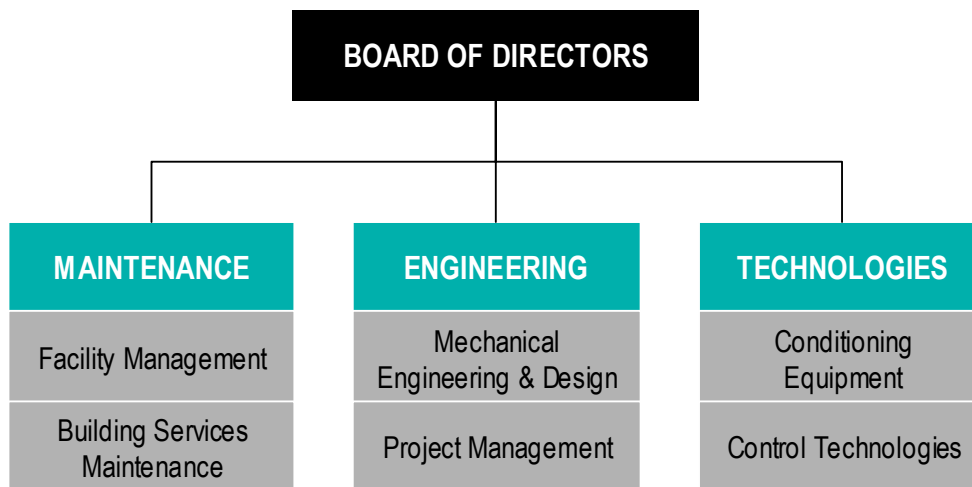 BOARD OF DIRECTORS
MAINTENANCE
Facility Management
Building Services
Maintenance
ENGINEERING
Mechanical
Engineering & Design
Project Management
TECHNOLOGIES
Conditioning
Equipment
Control Technologies